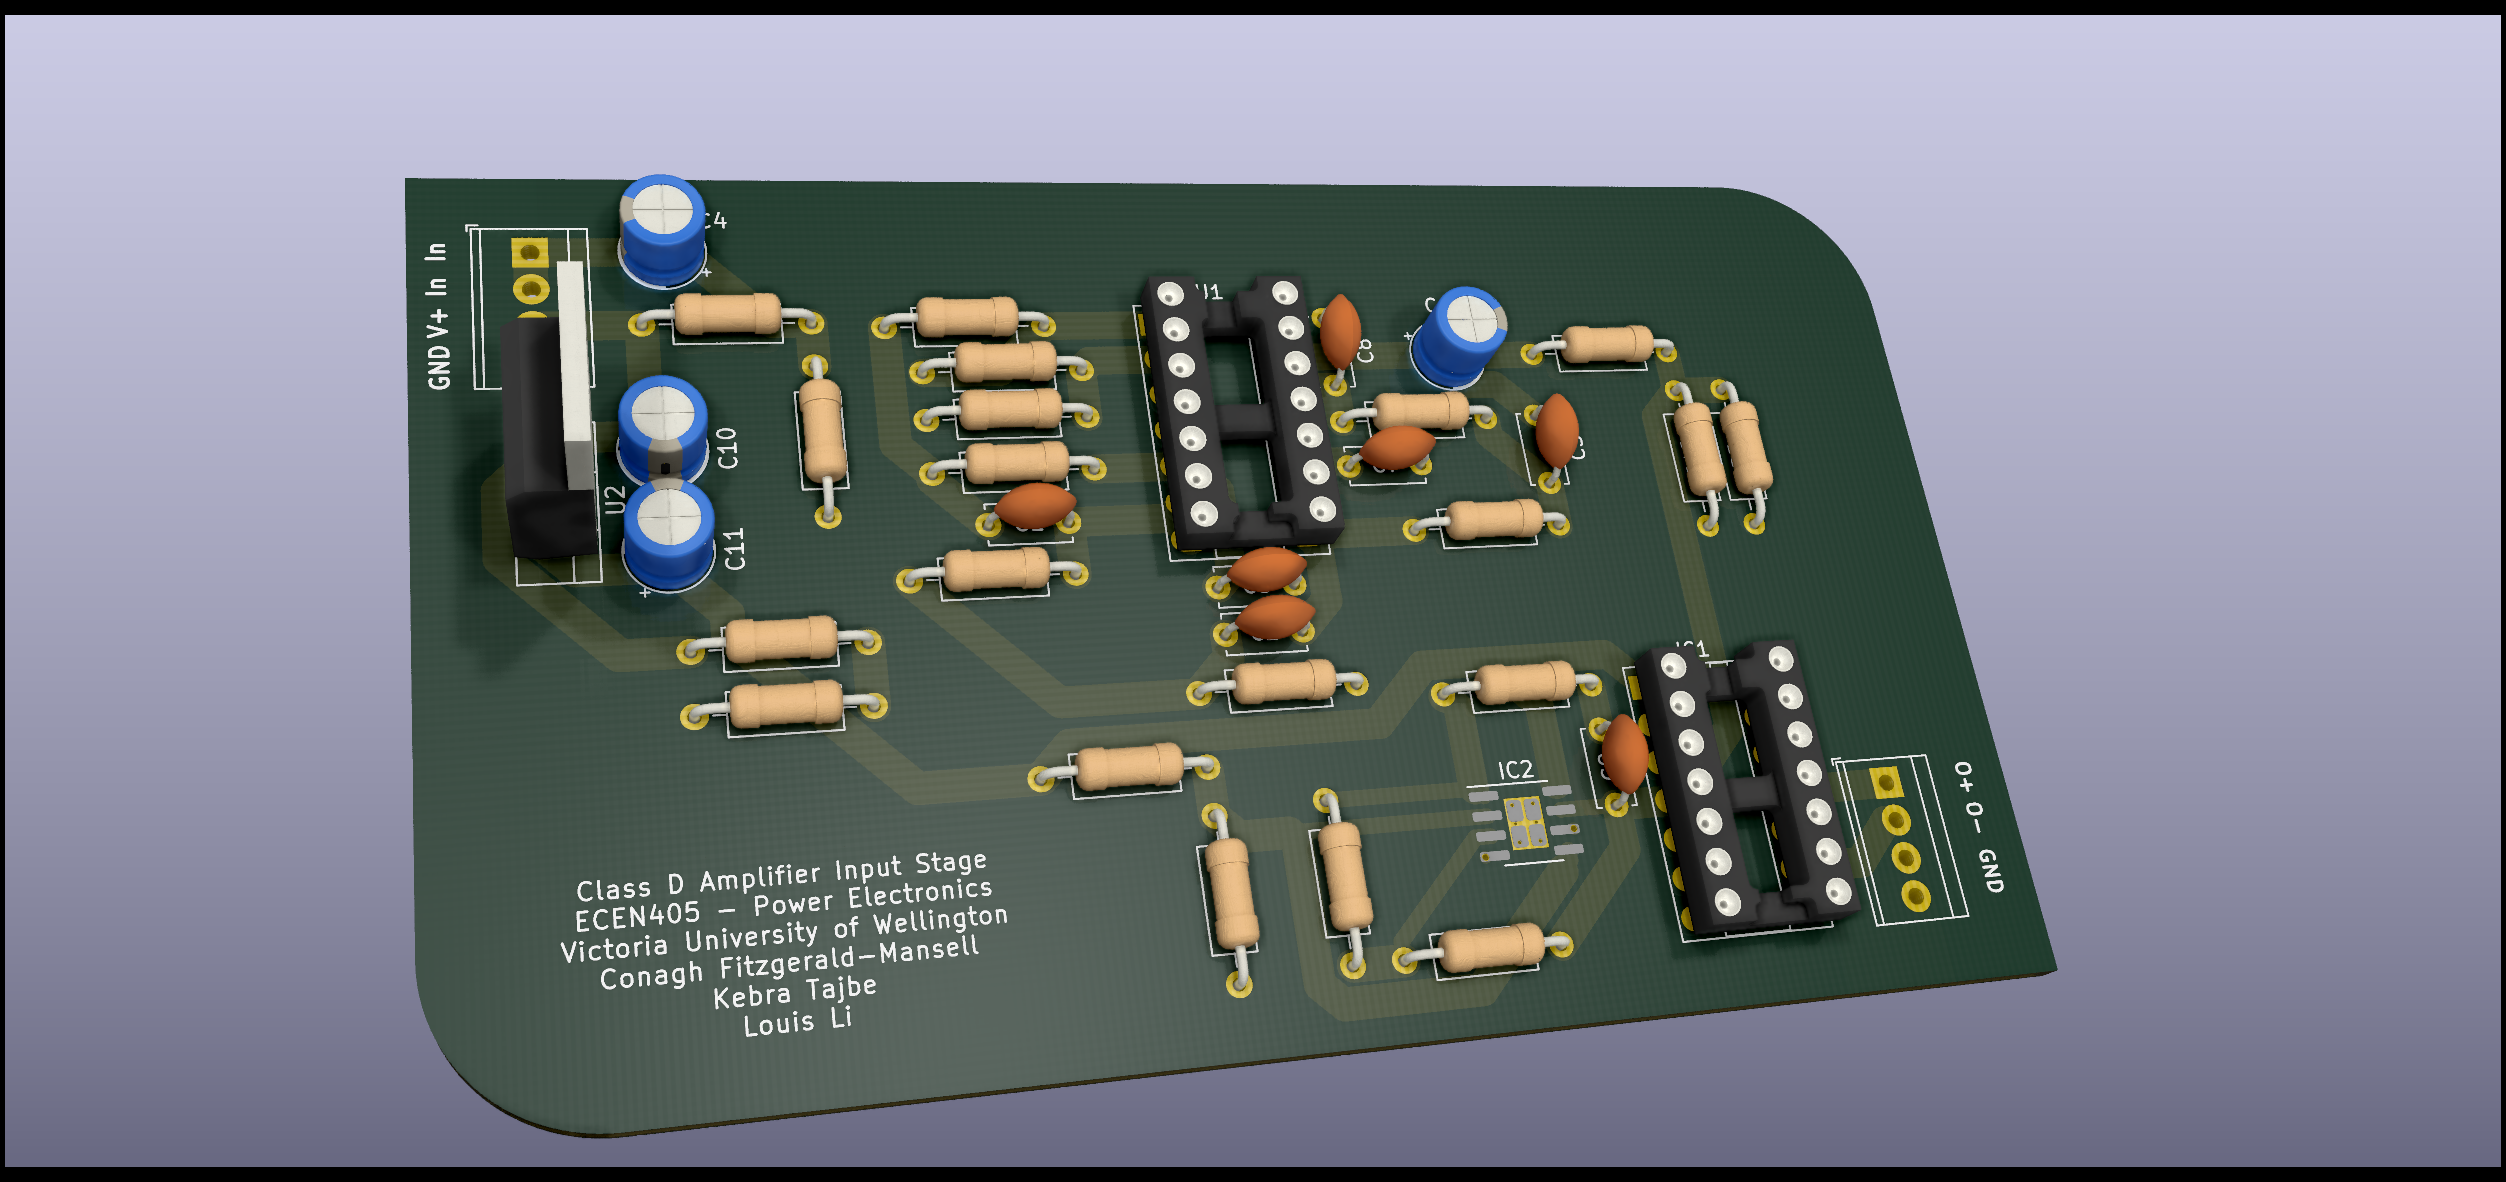 C4
GND V+ In In
U1
C8
C10
U2
C11
IC2
O+ O- GND
Class D Amplifier Input Stage
ECEN405 - Power Electronics
Victoria University of Wellington
Conagh Fitzgerald-Mansell
Kebra Tajbe
Louis Li